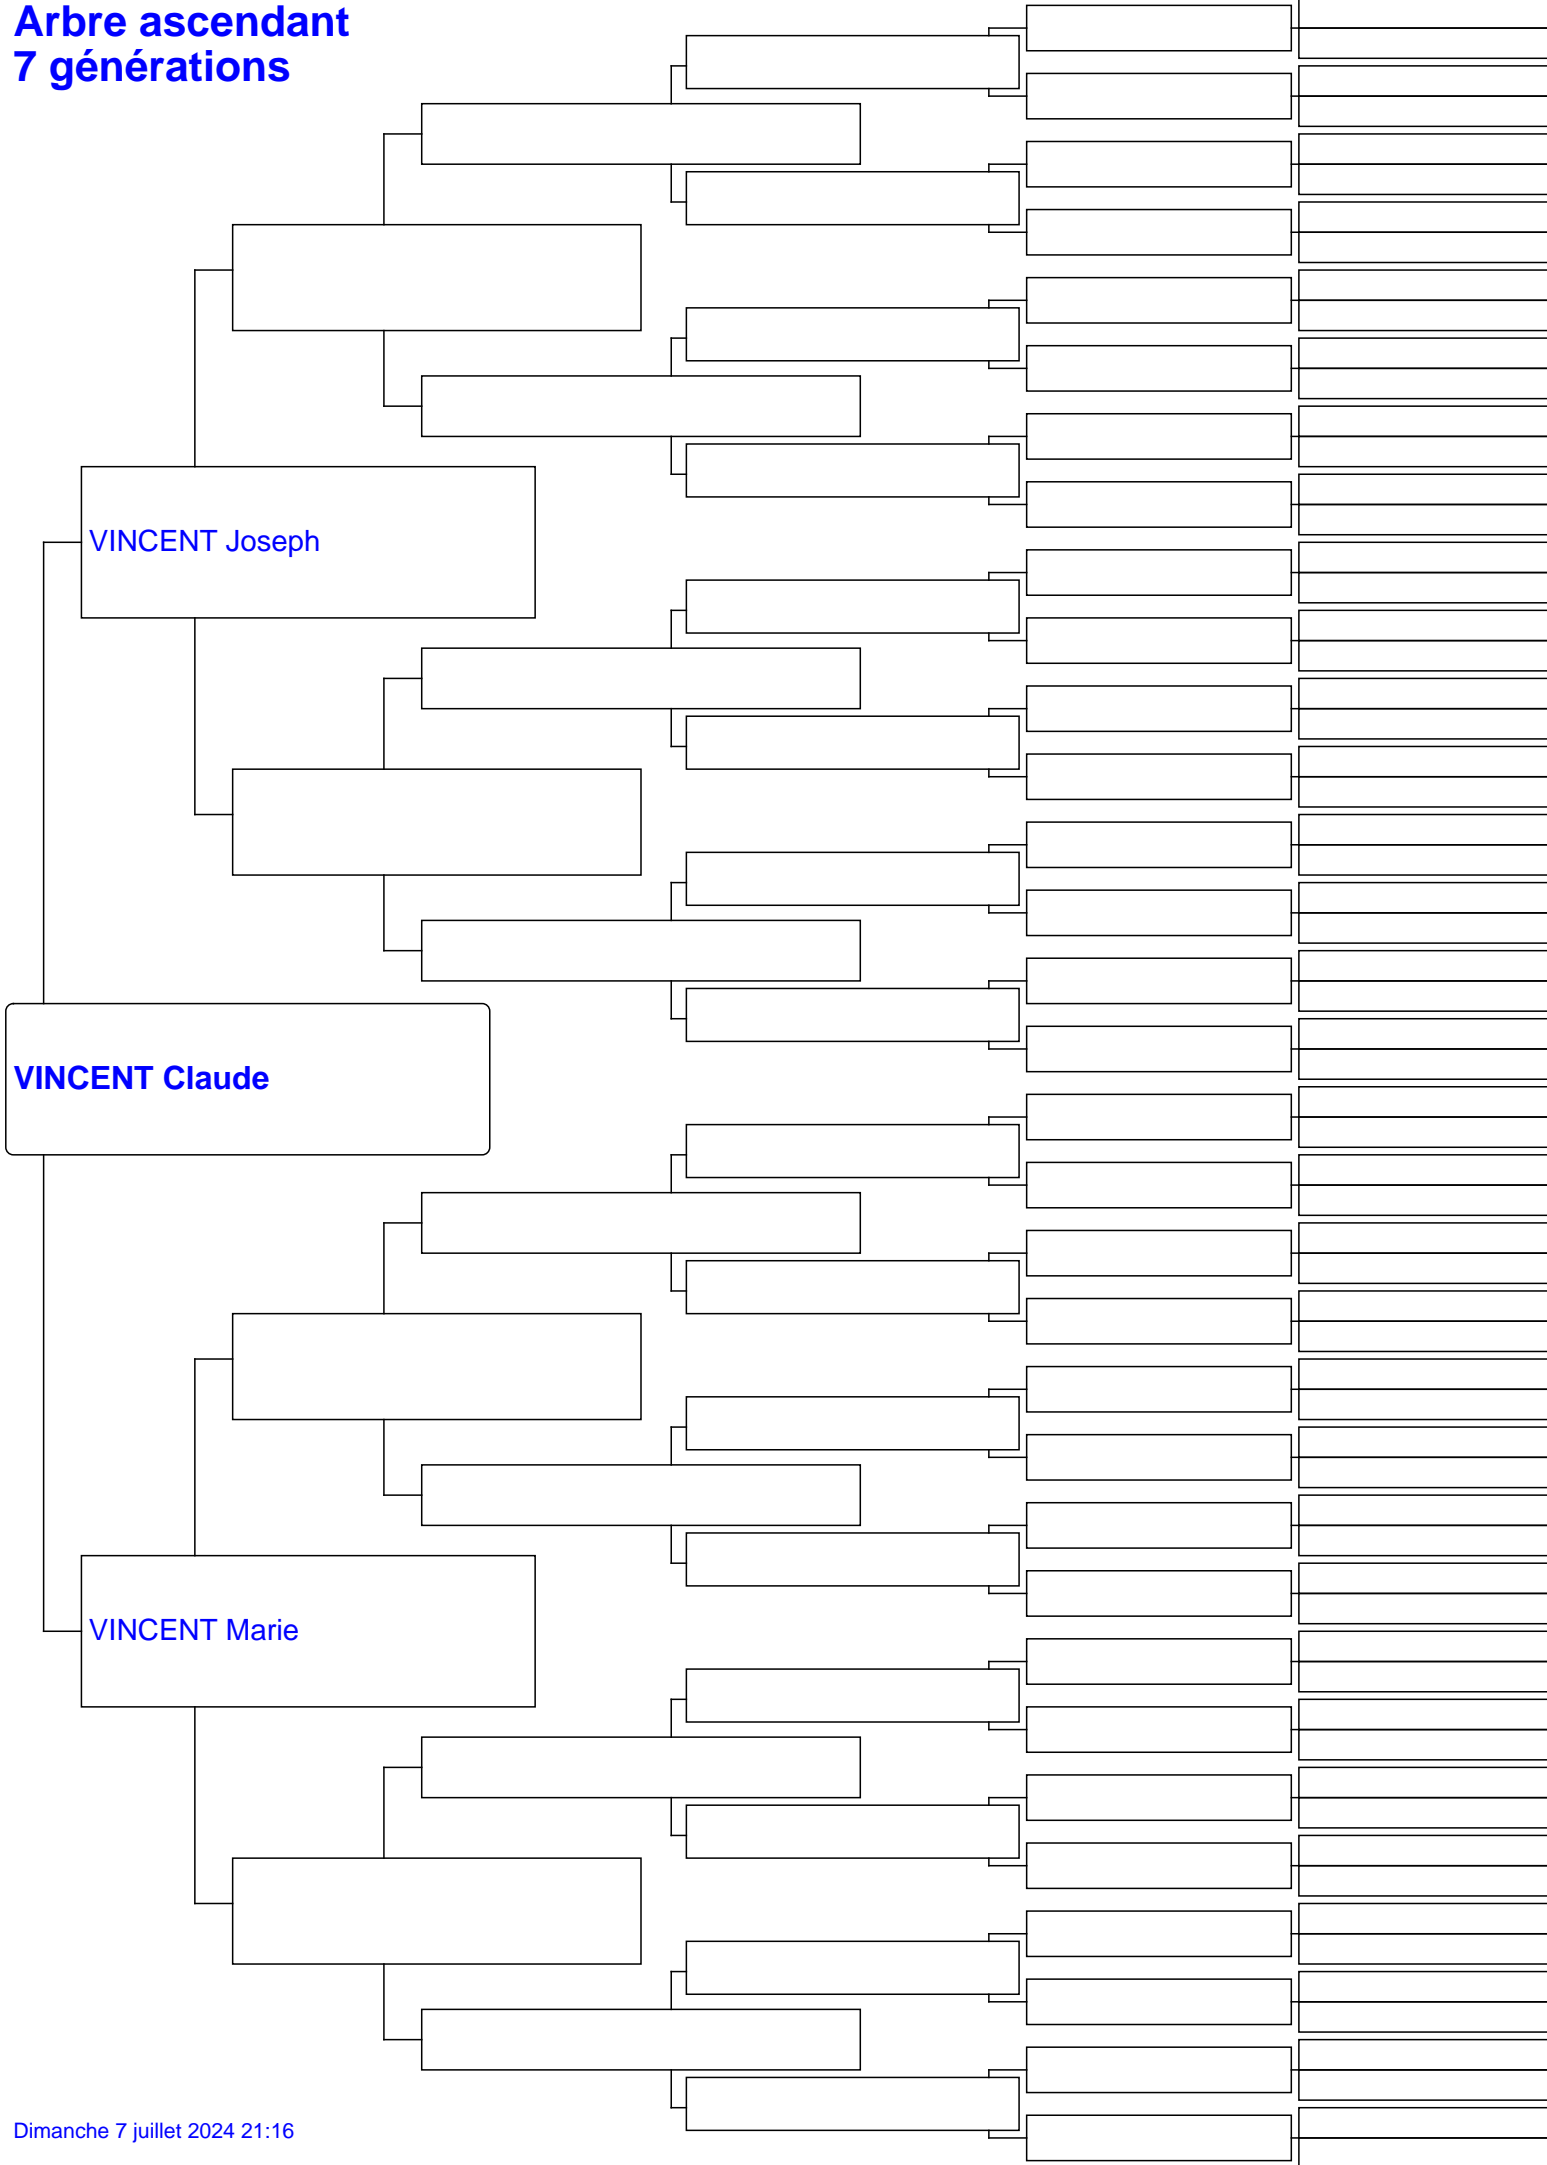 Arbre ascendant
7 générations
VINCENT Joseph
VINCENT Claude
VINCENT Marie
Dimanche 7 juillet 2024 21:16